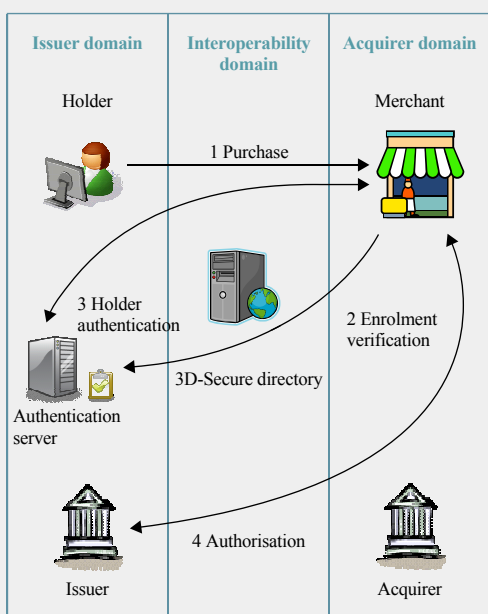 Issuer domain
Interoperability
domain
Acquirer domain
Holder
Merchant
1 Purchase
3 Holder
authentication
2 Enrolment
verification
3D-Secure directory
Authentication
server
4 Authorisation
Issuer
Acquirer